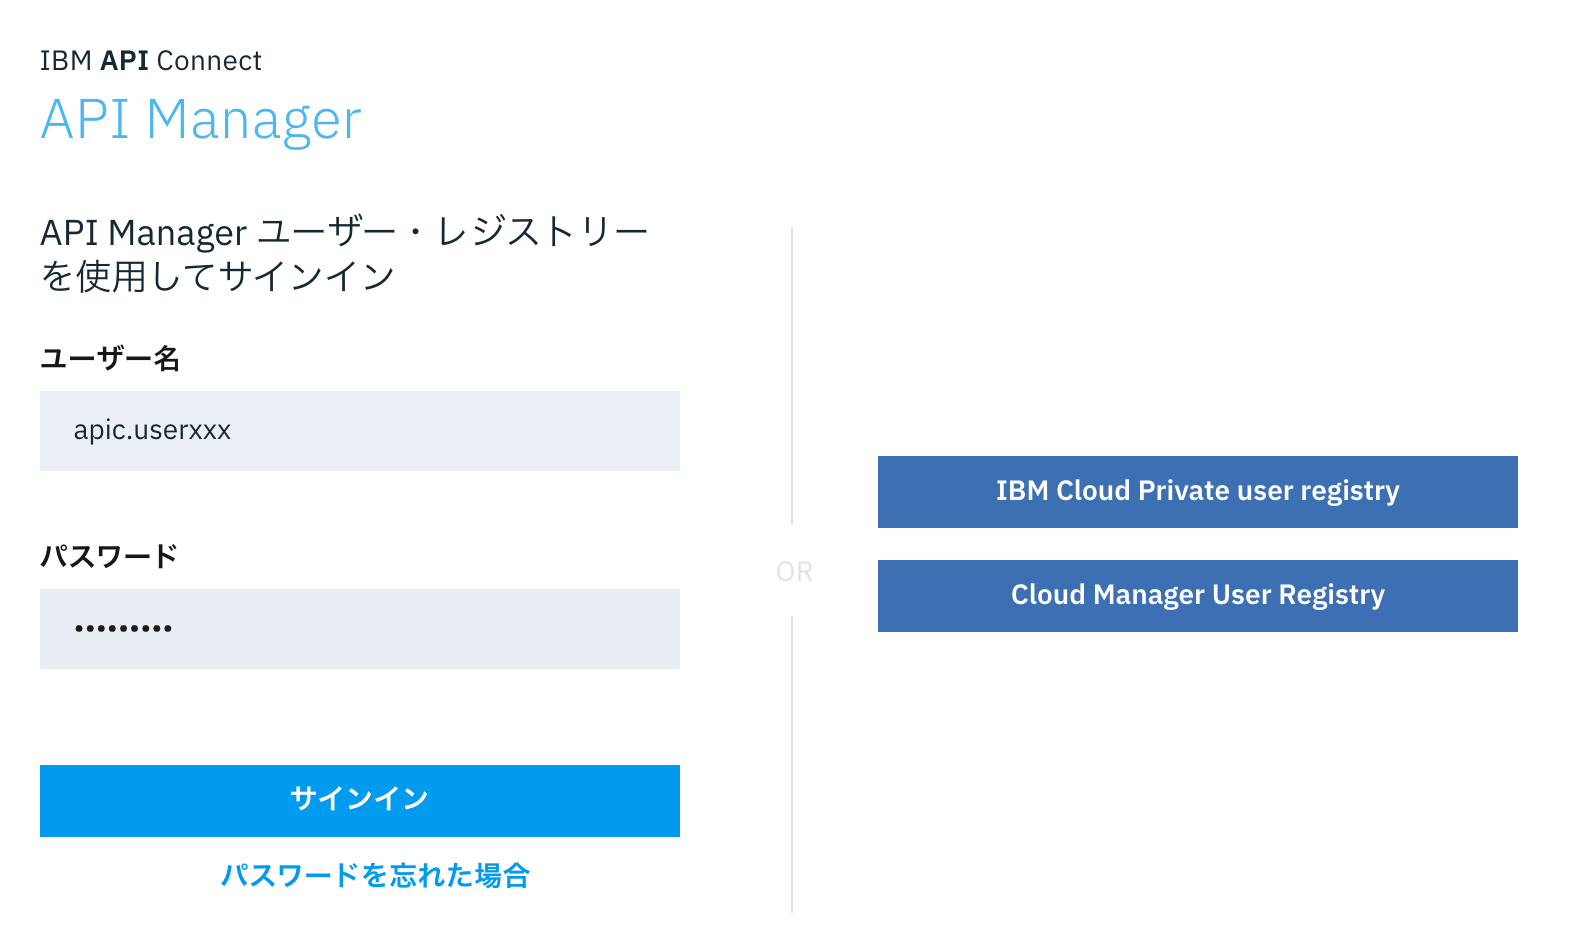 IBM API Connect
API Manager
API Manager ユーザー・レジストリー
を使用してサインイン
ユーザー名
apic.userxxx
パスワード
•••••••••
サインイン
パスワードを忘れた場合
OR
IBM Cloud Private user registry
Cloud Manager User Registry